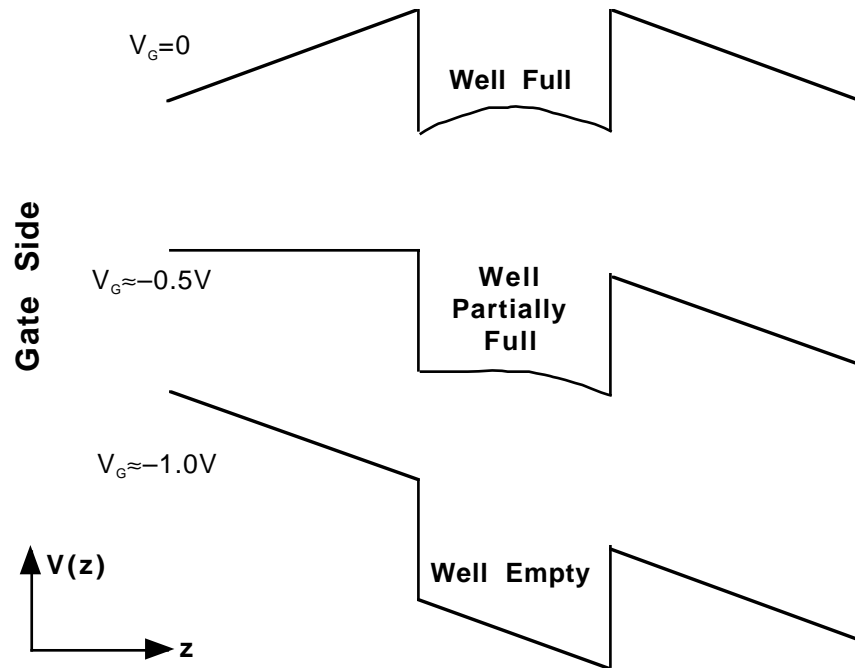 V_G=0
Well Full
Gate Side
V_G≈–0.5V
Well
Partially
Full
V_G≈–1.0V
Well Empty
V(z)
z